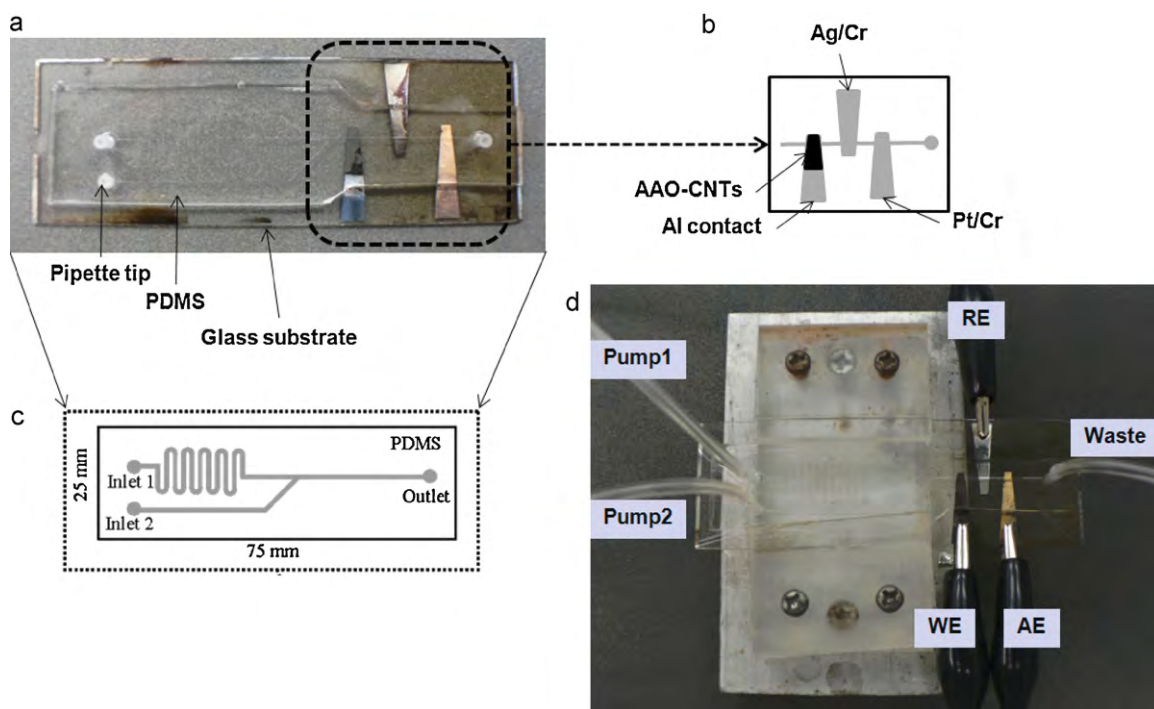 a
Pipette tip
PDMS
Glass substrate
b
Ag/Cr
AAO-CNTs
Al contact
Pt/Cr
c
25 mm
PDMS
Inlet 1
Inlet 2
Outlet
75 mm
d
RE
Pump1
Waste
Pump2
WE
AE